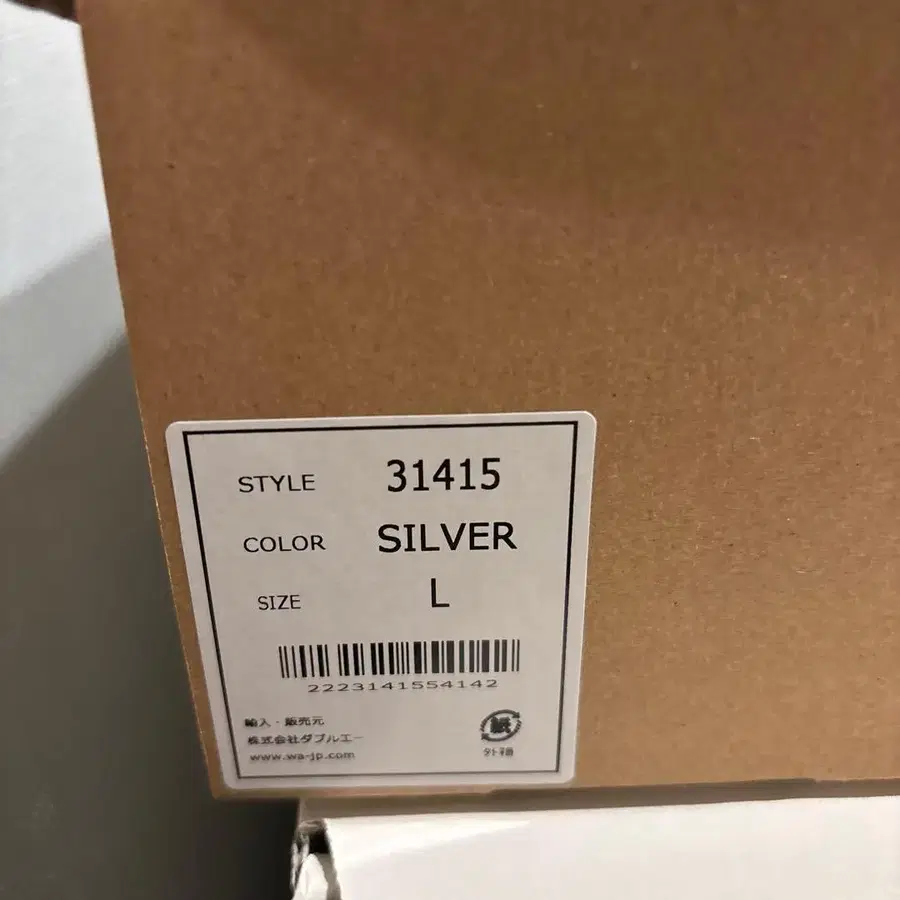 STYLE 31415
COLOR SILVER
SIZE L
2223141554142
輸入・販売元
株式会社ダブルエー
www.wa-jp.com
紙
外箱